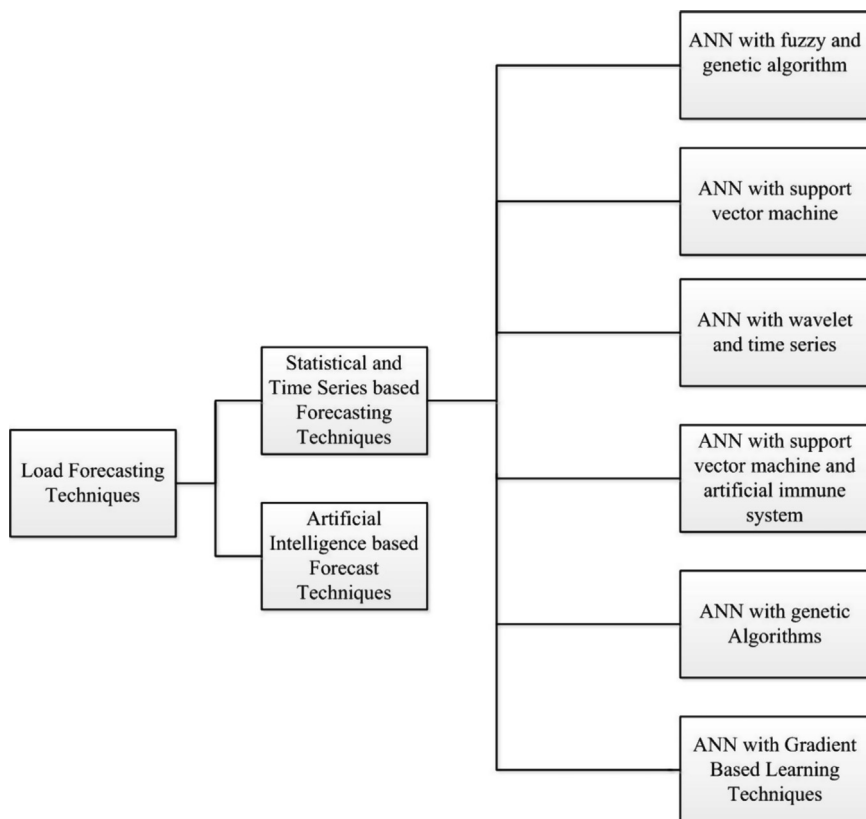 Load Forecasting
Techniques
Statistical and
Time Series based
Forecasting
Techniques
Artificial
Intelligence based
Forecast
Techniques
ANN with fuzzy and
genetic algorithm
ANN with support
vector machine
ANN with wavelet
and time series
ANN with support
vector machine and
artificial immune
system
ANN with genetic
Algorithms
ANN with Gradient
Based Learning
Techniques